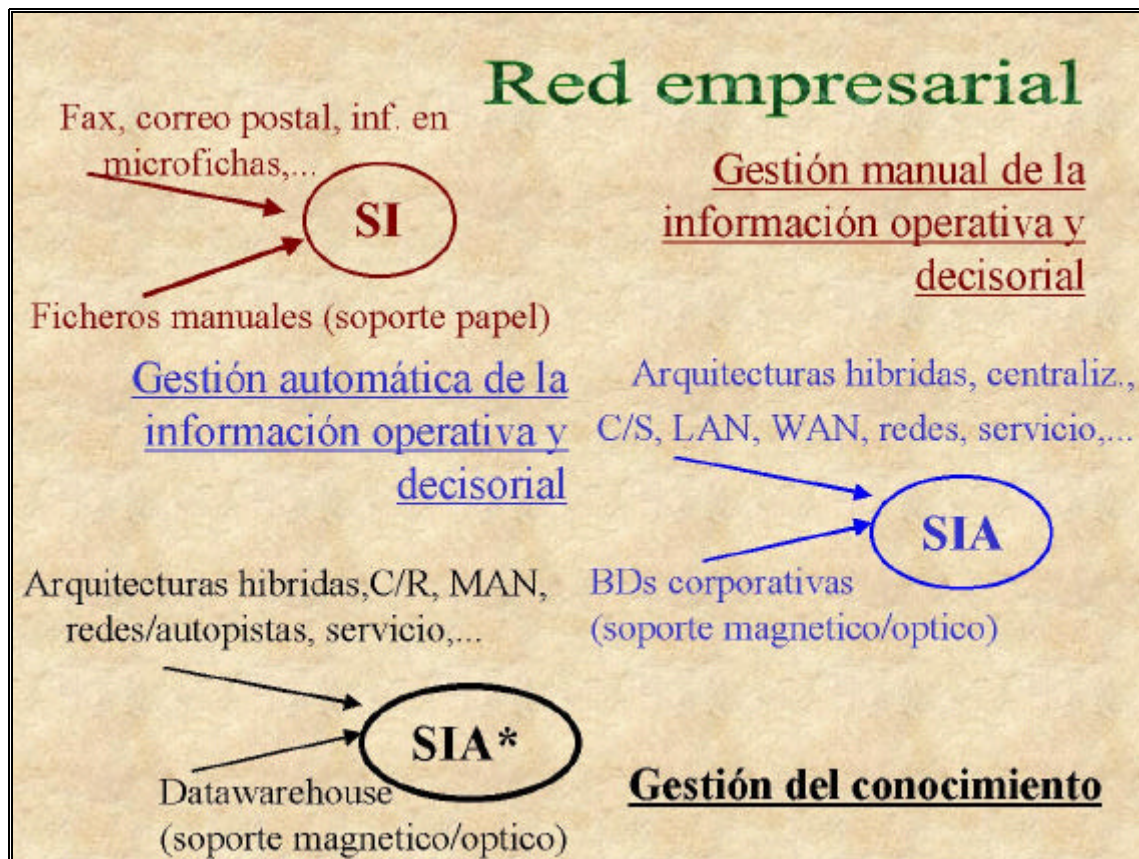 Red empresarial
Fax, correo postal, inf. en
microfichas,...
SI
Ficheros manuales (soporte papel)
Gestión manual de la
información operativa y
decisorial
Gestión automática de la
información operativa y
decisorial
Arquitecturas hibridas, centraliz.,
C/S, LAN, WAN, redes, servicio,...
SIA
BDs corporativas
(soporte magnetico/optico)
Arquitecturas hibridas,C/R, MAN,
redes/autopistas, servicio,...
SIA*
Datawarehouse
(soporte magnetico/optico)
Gestión del conocimiento